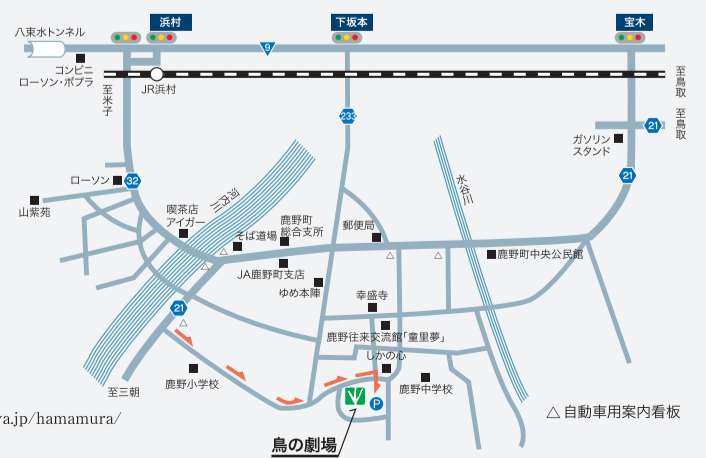 浜村
下坂本
宝木
八東水トンネル
9
コンビニ
ローソン・ポプラ
至米子
JR浜村
至鳥取
至鳥取
233
21
ガソリン
スタンド
ローソン
32
21
山紫苑
喫茶店
アイガー
河内川
水谷川
そば道場
鹿野町
総合支所
郵便局
JA鹿野町支店
鹿野町中央公民館
ゆめ本陣
幸盛寺
21
鹿野往来交流館「童里夢」
しかの心
至三朝
鹿野小学校
鹿野中学校
P
va.jp/hamamura/
△自動車用案内看板
鳥の劇場